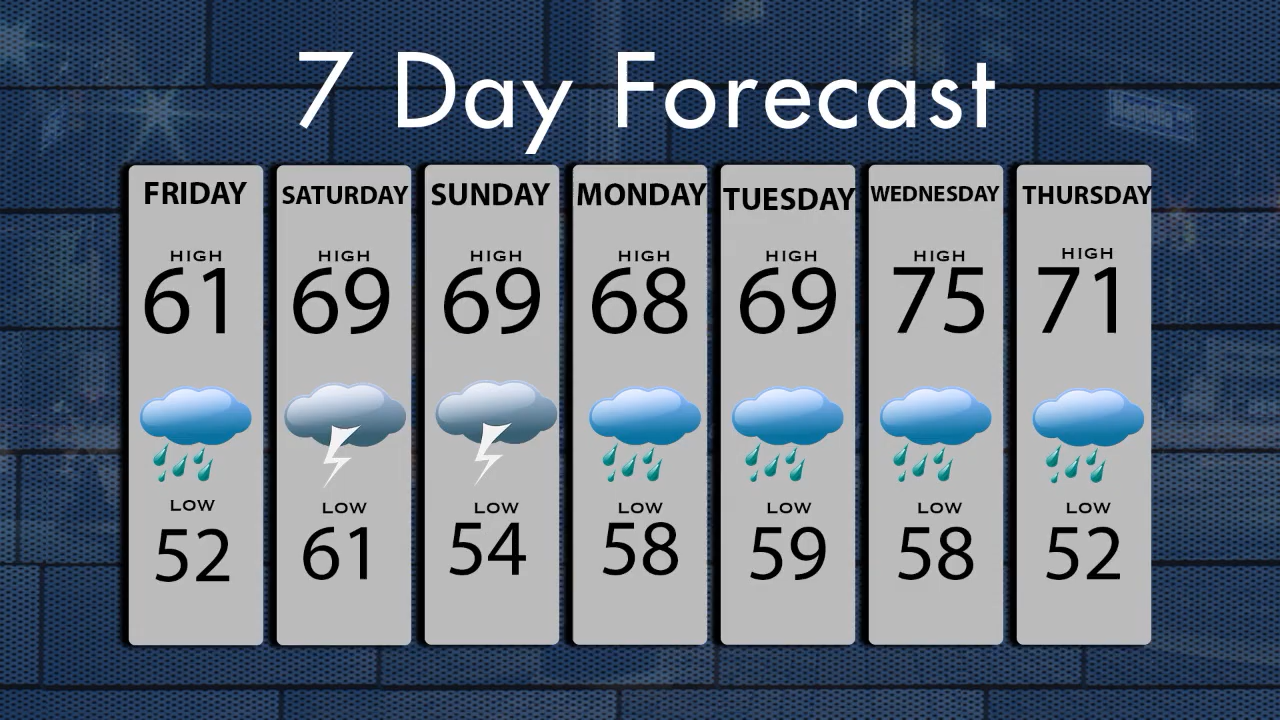 7 Day Forecast
FRIDAY SATURDAY SUNDAY MONDAY TUESDAY WEDNESDAY THURSDAY
HIGH HIGH HIGH HIGH HIGH HIGH HIGH
61 69 69 68 69 75 71
LOW LOW LOW LOW LOW LOW LOW
52 61 54 58 59 58 52